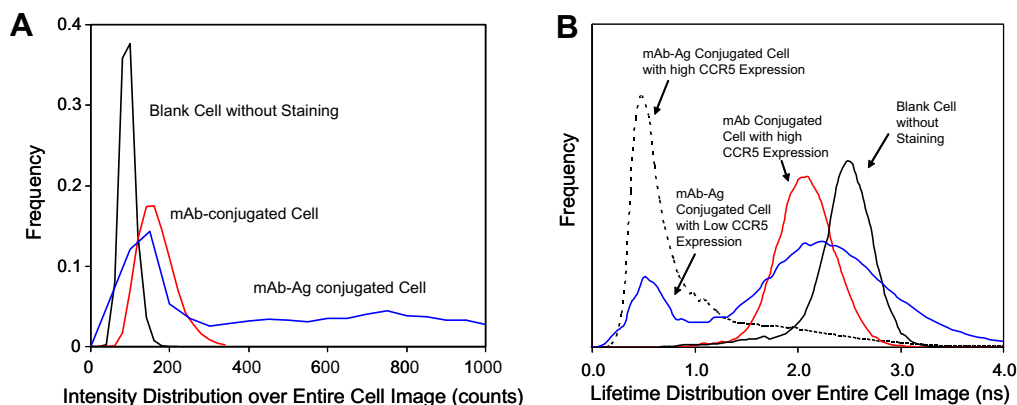 A
0.4
0.3
0.2
0.1
0
Frequency
Blank Cell without Staining
mAb-conjugated Cell
mAb-Ag conjugated Cell
0 200 400 600 800 1000
Intensity Distribution over Entire Cell Image (counts)
B
Frequency
mAb-Ag Conjugated Cell
with high CCR5 Expression
mAb Conjugated
Cell with high
CCR5 Expression
Blank Cell
without
Staining
mAb-Ag
Conjugated Cell
with Low CCR5
Expression
0.0 1.0 2.0 3.0 4.0
Lifetime Distribution over Entire Cell Image (ns)